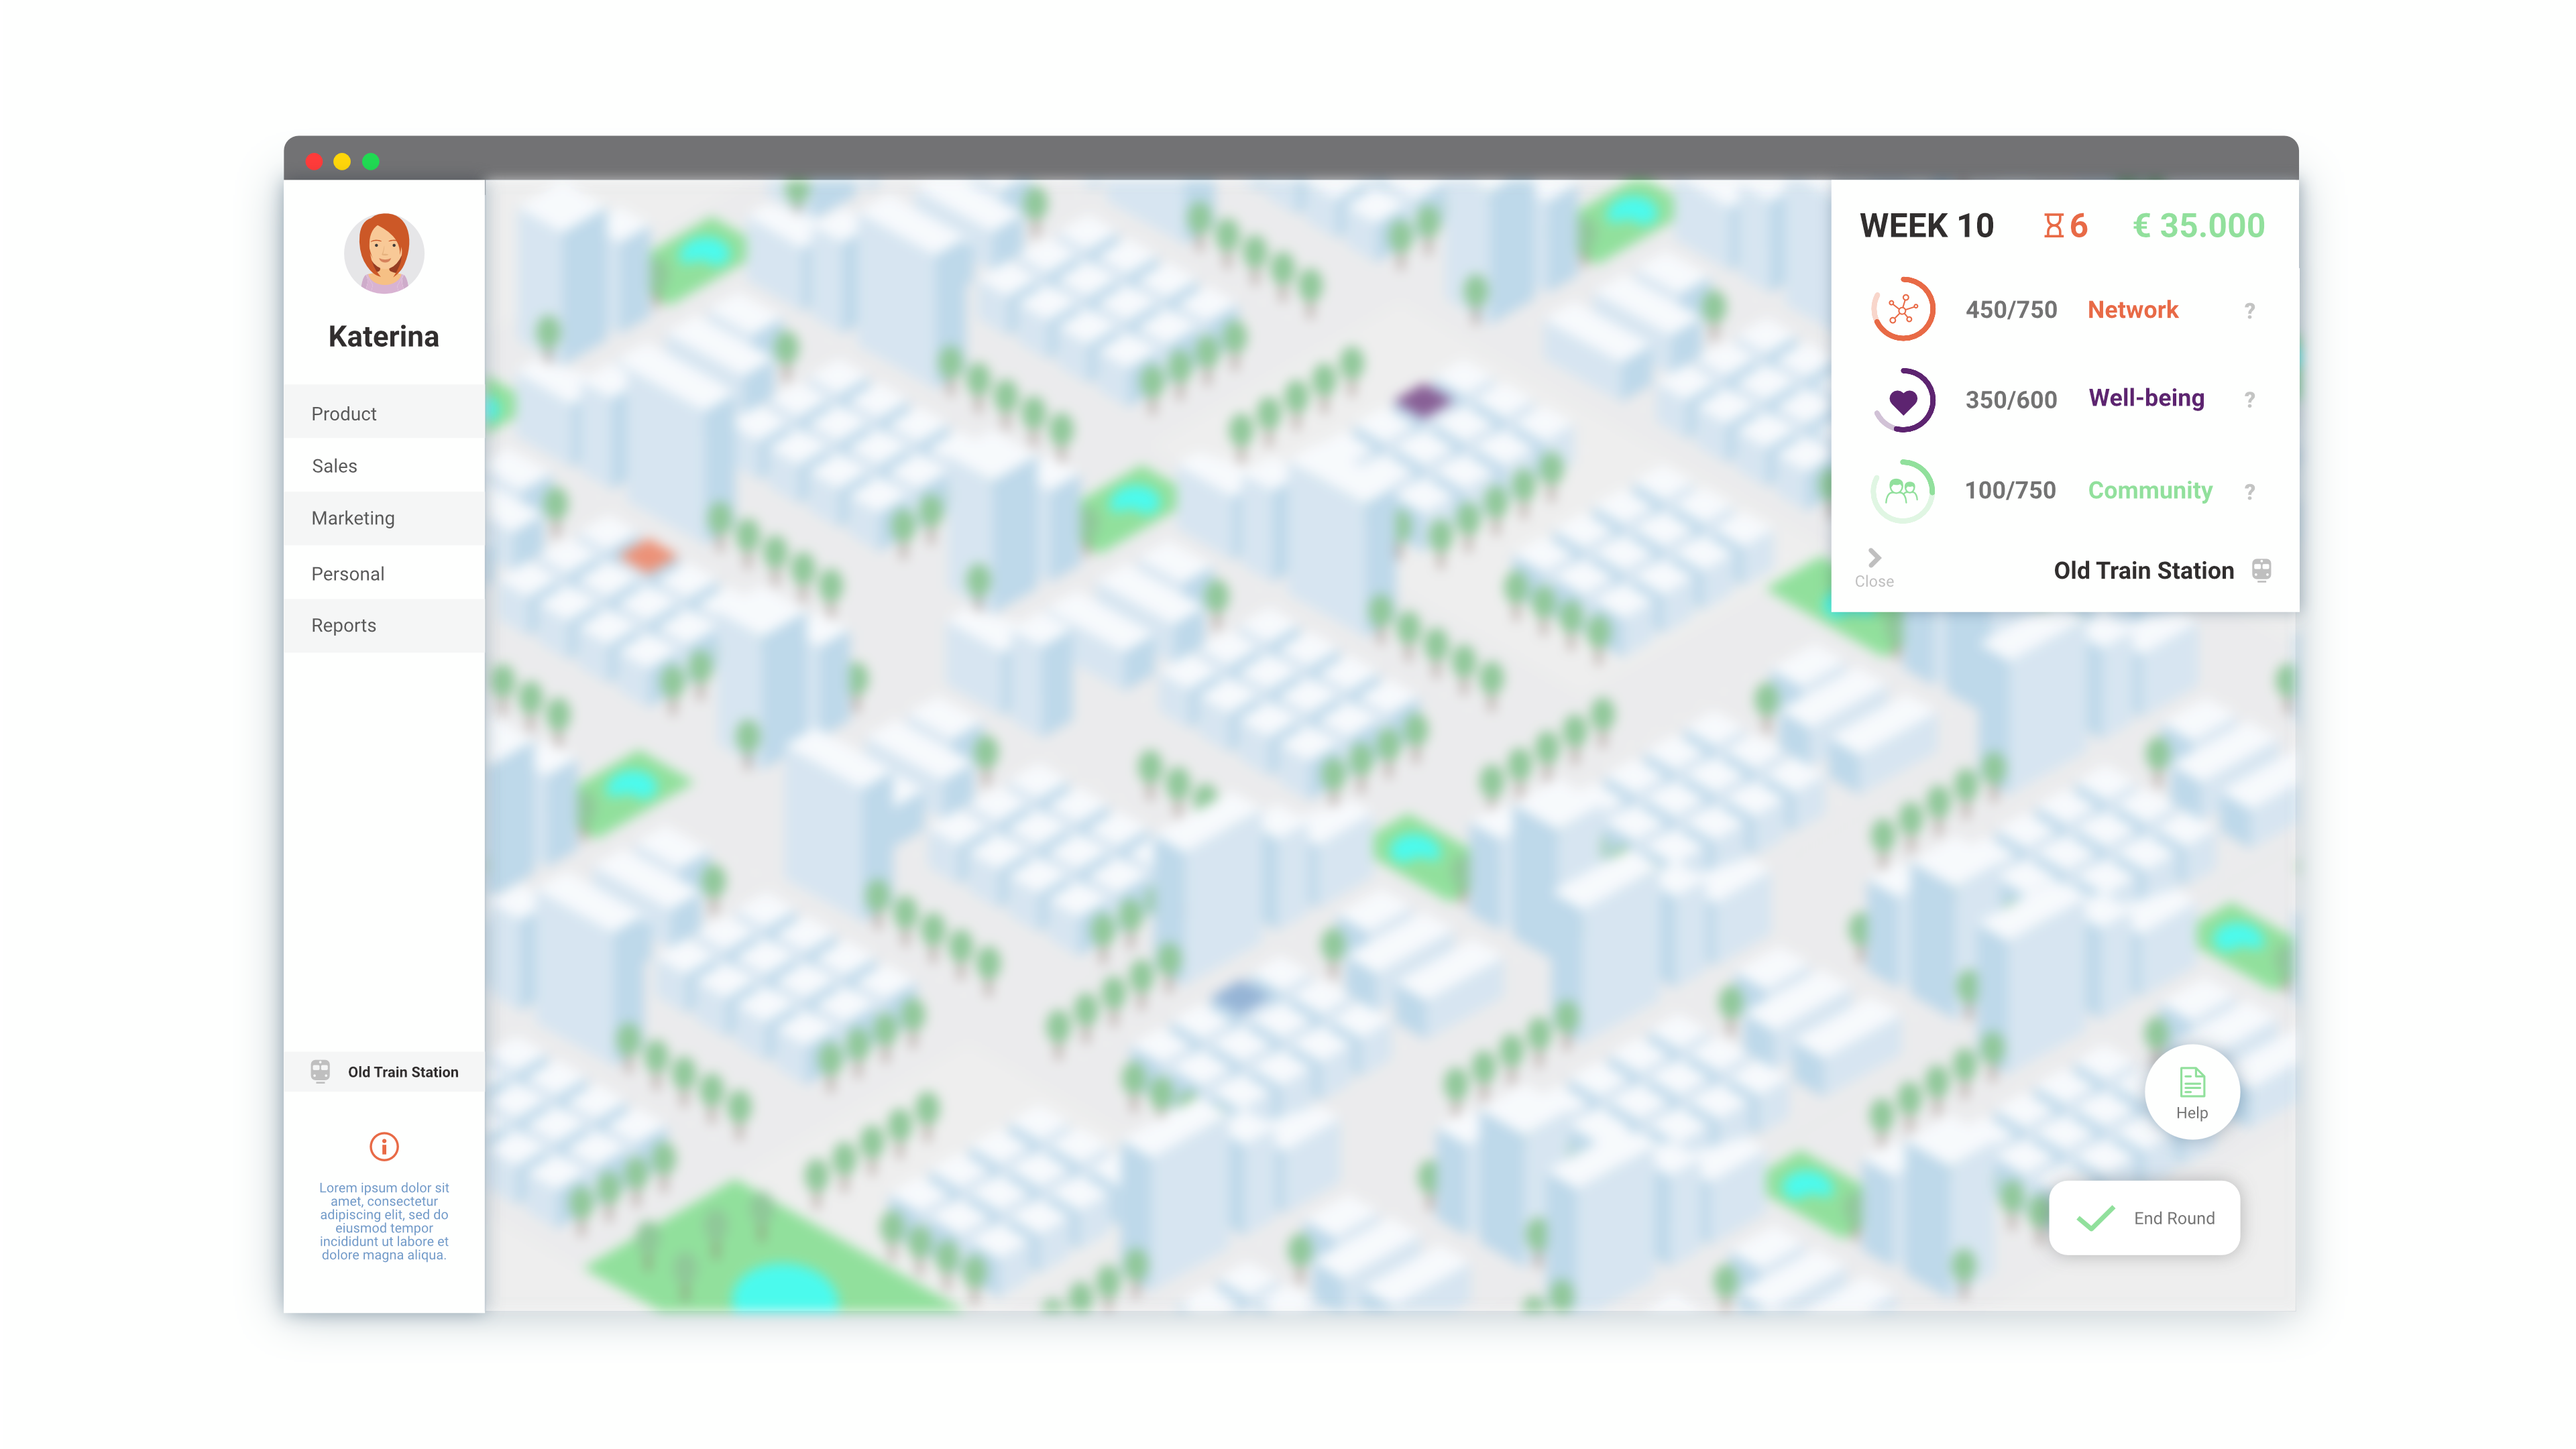 Katerina
Product
Sales
Marketing
Personal
Reports
Old Train Station
Lorem ipsum dolor sit
amet, consectetur
adipiscing elit, sed do
eiusmod tempor
incididunt ut labore et
dolore magna aliqua.
WEEK 10 6 € 35.000
450/750 Network ?
350/600 Well-being ?
100/750 Community ?
Close
Old Train Station
Help
End Round